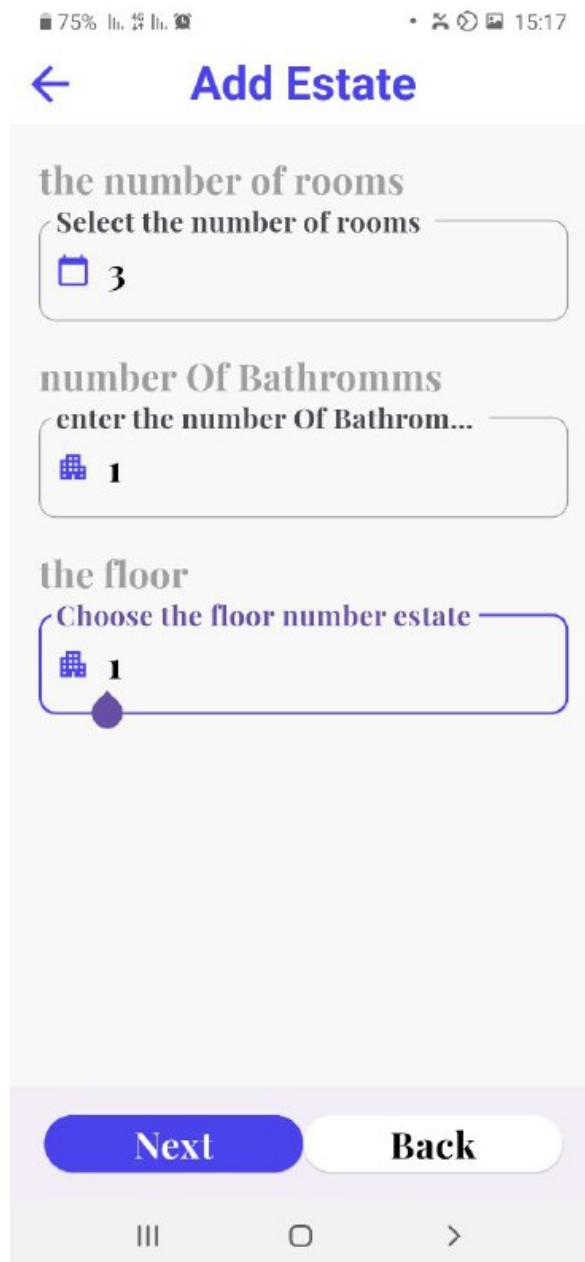 75%
15:17
Add Estate
the number of rooms
Select the number of rooms
3
number Of Bathromms
enter the number Of Bathrom...
1
the floor
Choose the floor number estate
1
Next Back